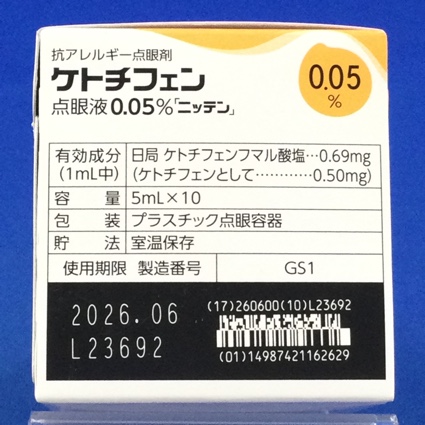 抗アレルギー点眼剤
ケトチフェン
点眼液0.05%「ニッテン」
0.05
%
有効成分 日局 ケトチフェンフマル酸塩…0.69mg
(1mL中) (ケトチフェンとして…………0.50mg)
容量 5mL×10
包装 プラスチック点眼容器
貯法 室温保存
使用期限 製造番号 GS1
2026.06
L23692
(17)260600(10)L23692
(01)14987421162629